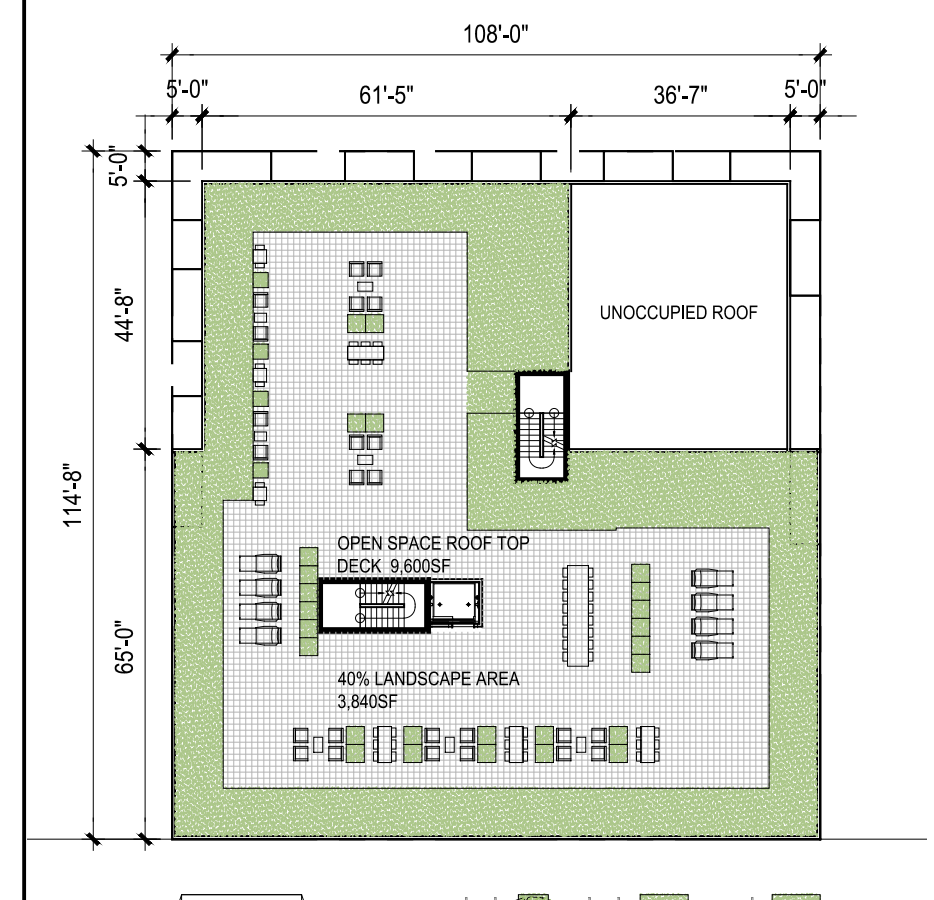 108'-0"
5'-0"
61'-5"
36'-7"
5'-0"
5'-0"
44'-8"
UNOCCUPIED ROOF
114'-8"
OPEN SPACE ROOF TOP
DECK 9,600SF
65'-0"
40% LANDSCAPE AREA
3,840SF